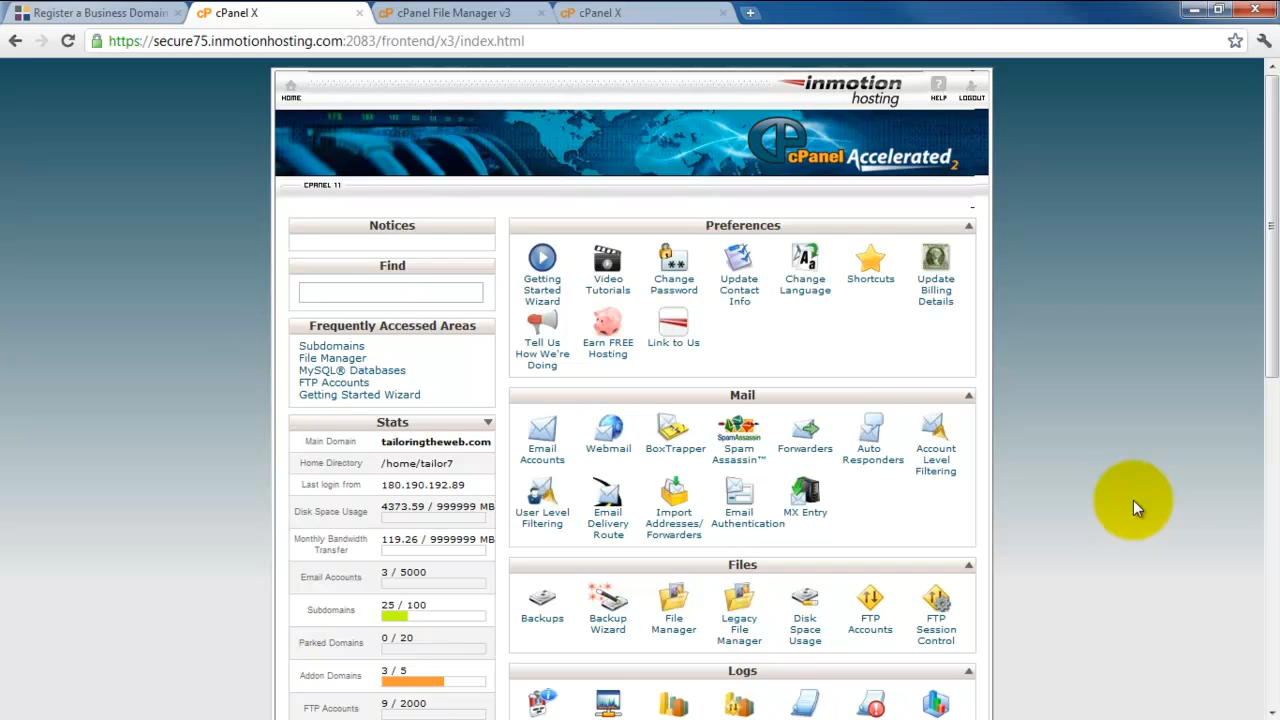 Register a Business Domain
cPanel X
cPanel File Manager v3
cPanel X
https://secure75.inmotionhosting.com:2083/frontend/x3/index.html
HOME
inmotion
hosting
HELP
LOGOUT
cPanel Accelerated2
CPANEL 11
Notices
Find
Frequently Accessed Areas
Subdomains
File Manager
MySQL® Databases
FTP Accounts
Getting Started Wizard
Stats
Main Domain tailoringtheweb.com
Home Directory /home/tailor7
Last login from 180.190.192.89
Disk Space Usage 4373.59 / 999999 MB
Monthly Bandwidth
Transfer
119.26 / 9999999 MB
Email Accounts 3 / 5000
Subdomains 25 / 100
Parked Domains 0 / 20
Addon Domains 3 / 5
FTP Accounts 9 / 2000
Preferences
Getting
Started
Wizard
Video
Tutorials
Change
Password
Update
Contact
Info
Change
Language
Shortcuts
Update
Billing
Details
Tell Us
How We're
Doing
Earn FREE
Hosting
Link to Us
Mail
Email
Accounts
Webmail
BoxTrapper
Spam
Assassin™
Forwarders
Auto
Responders
Account
Level
Filtering
User Level
Filtering
Email
Delivery
Route
Import
Addresses/
Forwarders
Email
Authentication
MX Entry
Files
Backups
Backup
Wizard
File
Manager
Legacy
File
Manager
Disk
Space
Usage
FTP
Accounts
FTP
Session
Control
Logs